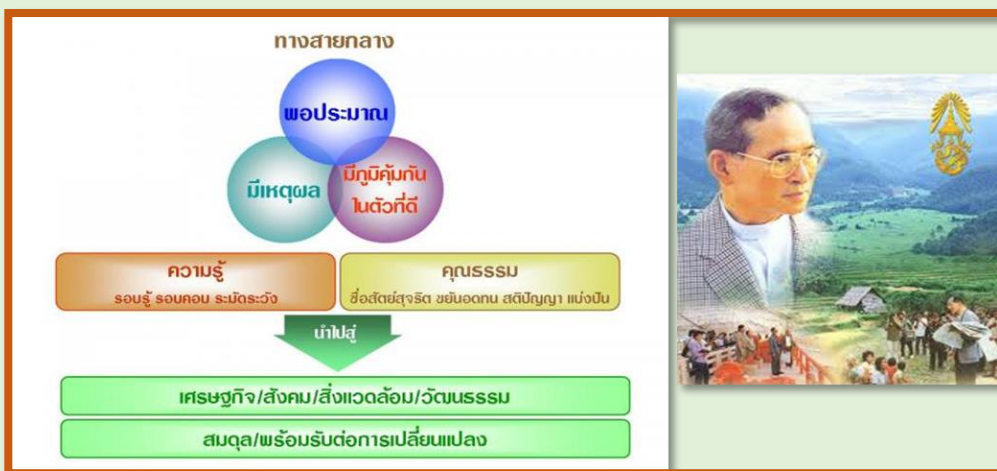 ทางสายกลาง
พอประมาณ
มีเหตุผล
มีภูมิคุ้มกัน
ในตัวที่ดี
ความรู้
รอบรู้ รอบคอบ ระมัดระวัง
คุณธรรม
ซื่อสัตย์สุจริต ขยันอดทน สติปัญญา แบ่งปัน
นำไปสู่
เศรษฐกิจ/สังคม/สิ่งแวดล้อม/วัฒนธรรม
สมดุล/พร้อมรับต่อการเปลี่ยนแปลง